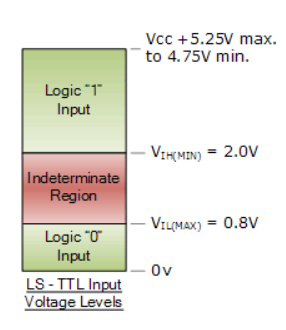 Vcc +5.25V max.
to 4.75V min.
Logic "1"
Input
VIH(MIN) = 2.0V
Indeterminate
Region
VIL(MAX) = 0.8V
Logic "0"
Input
0v
LS - TTL Input
Voltage Levels